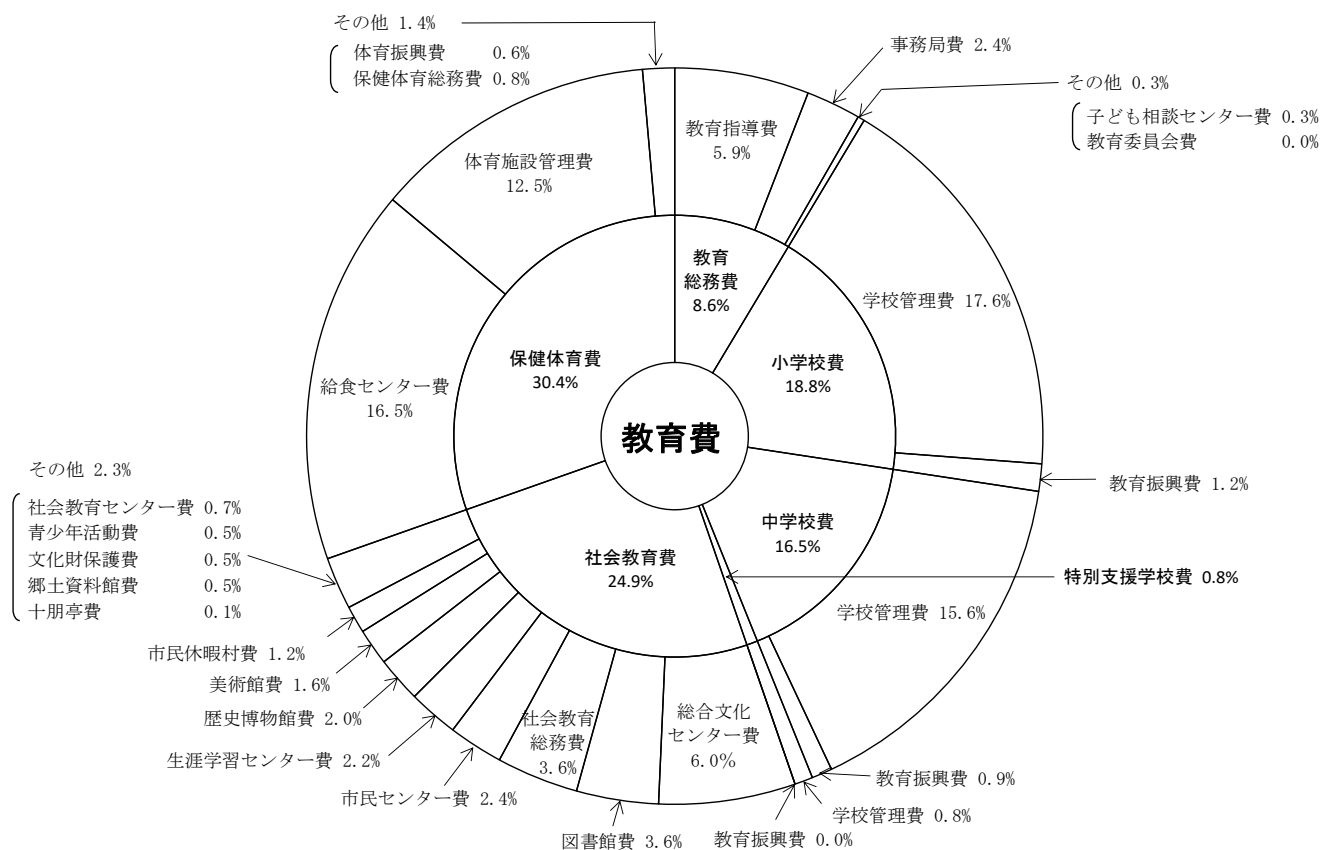 その他 1.4%
体育振興費 0.6%
保健体育総務費 0.8%
事務局費 2.4%
その他 0.3%
子ども相談センター費 0.3%
教育委員会費 0.0%
教育指導費
5.9%
体育施設管理費
12.5%
教育
総務費
8.6%
学校管理費 17.6%
保健体育費
30.4%
小学校費
18.8%
給食センター費
16.5%
教育費
その他 2.3%
社会教育センター費 0.7%
青少年活動費 0.5%
文化財保護費 0.5%
郷土資料館費 0.5%
十朋亭費 0.1%
教育振興費 1.2%
中学校費
16.5%
社会教育費
24.9%
特別支援学校費 0.8%
学校管理費 15.6%
市民休暇村費 1.2%
美術館費 1.6%
歴史博物館費 2.0%
生涯学習センター費 2.2%
市民センター費 2.4%
社会教育
総務費
3.6%
総合文化
センター費
6.0%
図書館費 3.6%
教育振興費 0.0%
学校管理費 0.8%
教育振興費 0.9%